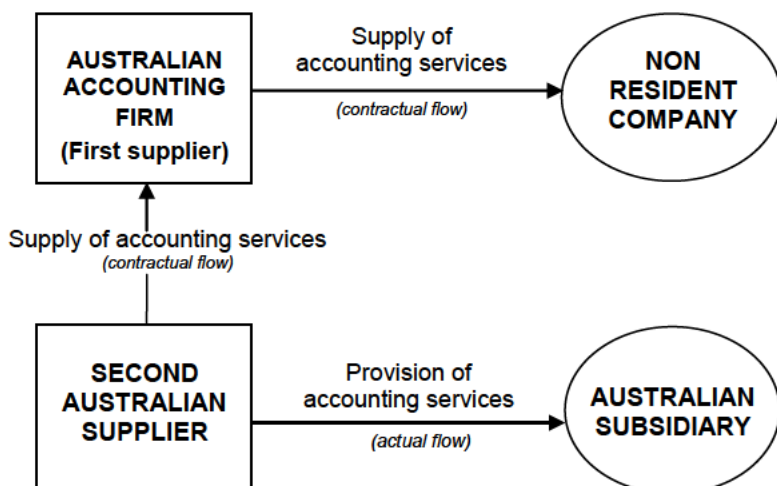 AUSTRALIAN
ACCOUNTING
FIRM
(First supplier)
Supply of
accounting services
(contractual flow)
NON
RESIDENT
COMPANY
Supply of accounting services
(contractual flow)
SECOND
AUSTRALIAN
SUPPLIER
Provision of
accounting services
(actual flow)
AUSTRALIAN
SUBSIDIARY